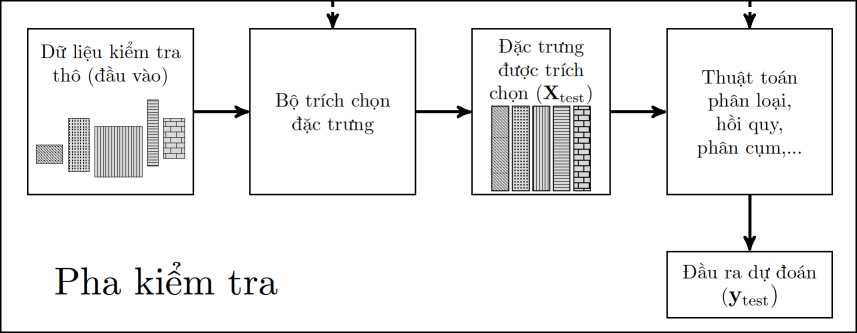 Dữ liệu kiểm tra
thô (đầu vào)
Bộ trích chọn
đặc trưng
Đặc trưng
được trích
chọn (X_test)
Thuật toán
phân loại,
hồi quy,
phân cụm,...
Đầu ra dự đoán
(y_test)
Pha kiểm tra